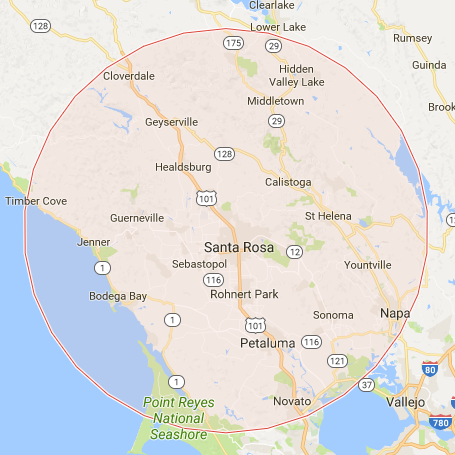 Clearlake
128
Lower Lake
175
29
Rumsey
Hidden
Valley Lake
Guinda
Cloverdale
Middletown
Brook
Geyserville
29
128
Healdsburg
Calistoga
101
Timber Cove
Guerneville
St Helena
Jenner
Santa Rosa
12
Sebastopol
Yountville
1
116
Bodega Bay
Rohnert Park
Sonoma
Napa
1
101
Petaluma
116
121
80
1
37
Point Reyes
National
Seashore
Novato
Vallejo
780